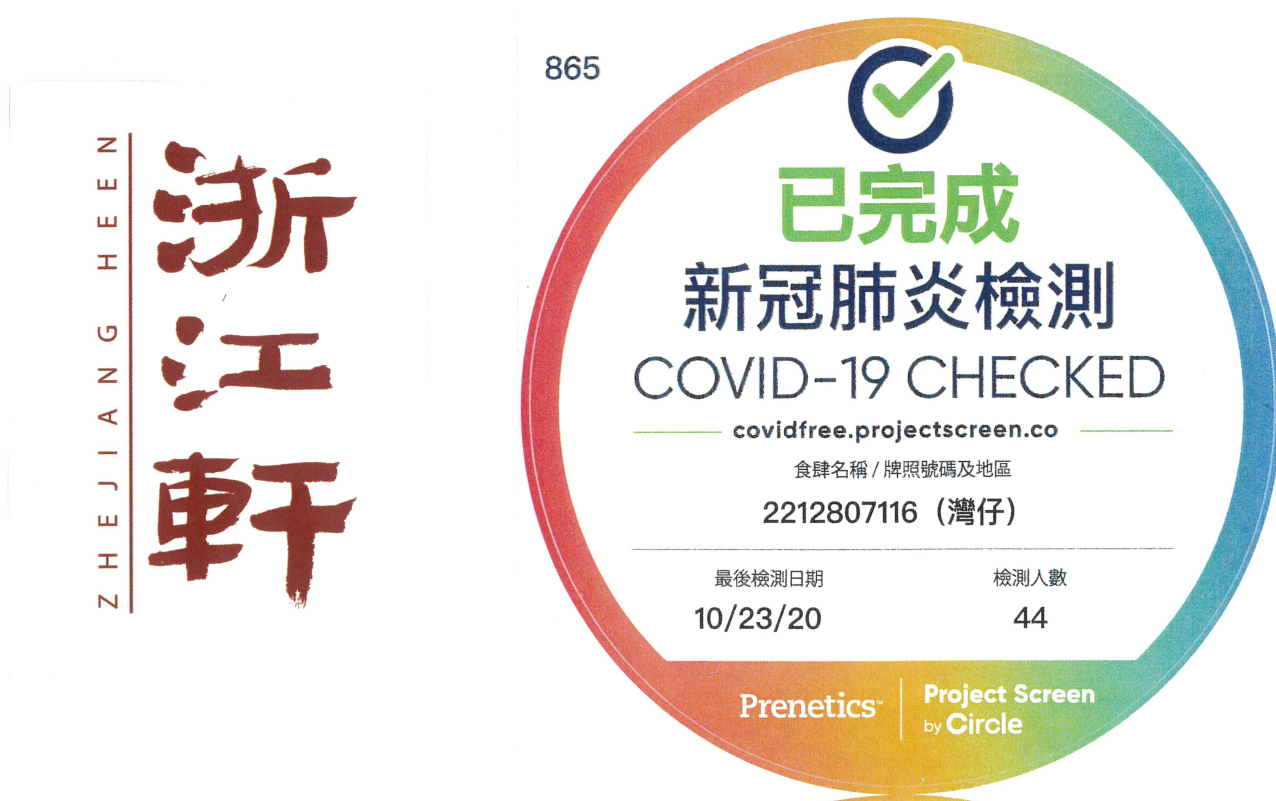 浙江軒
ZHEJIANG HEEN
865
已完成
新冠肺炎檢測
COVID-19 CHECKED
covidfree.projectscreen.co
食肆名稱 / 牌照號碼及地區
2212807116（灣仔）
最後檢測日期
10/23/20
檢測人數
44
Prenetics™
Project Screen
by Circle